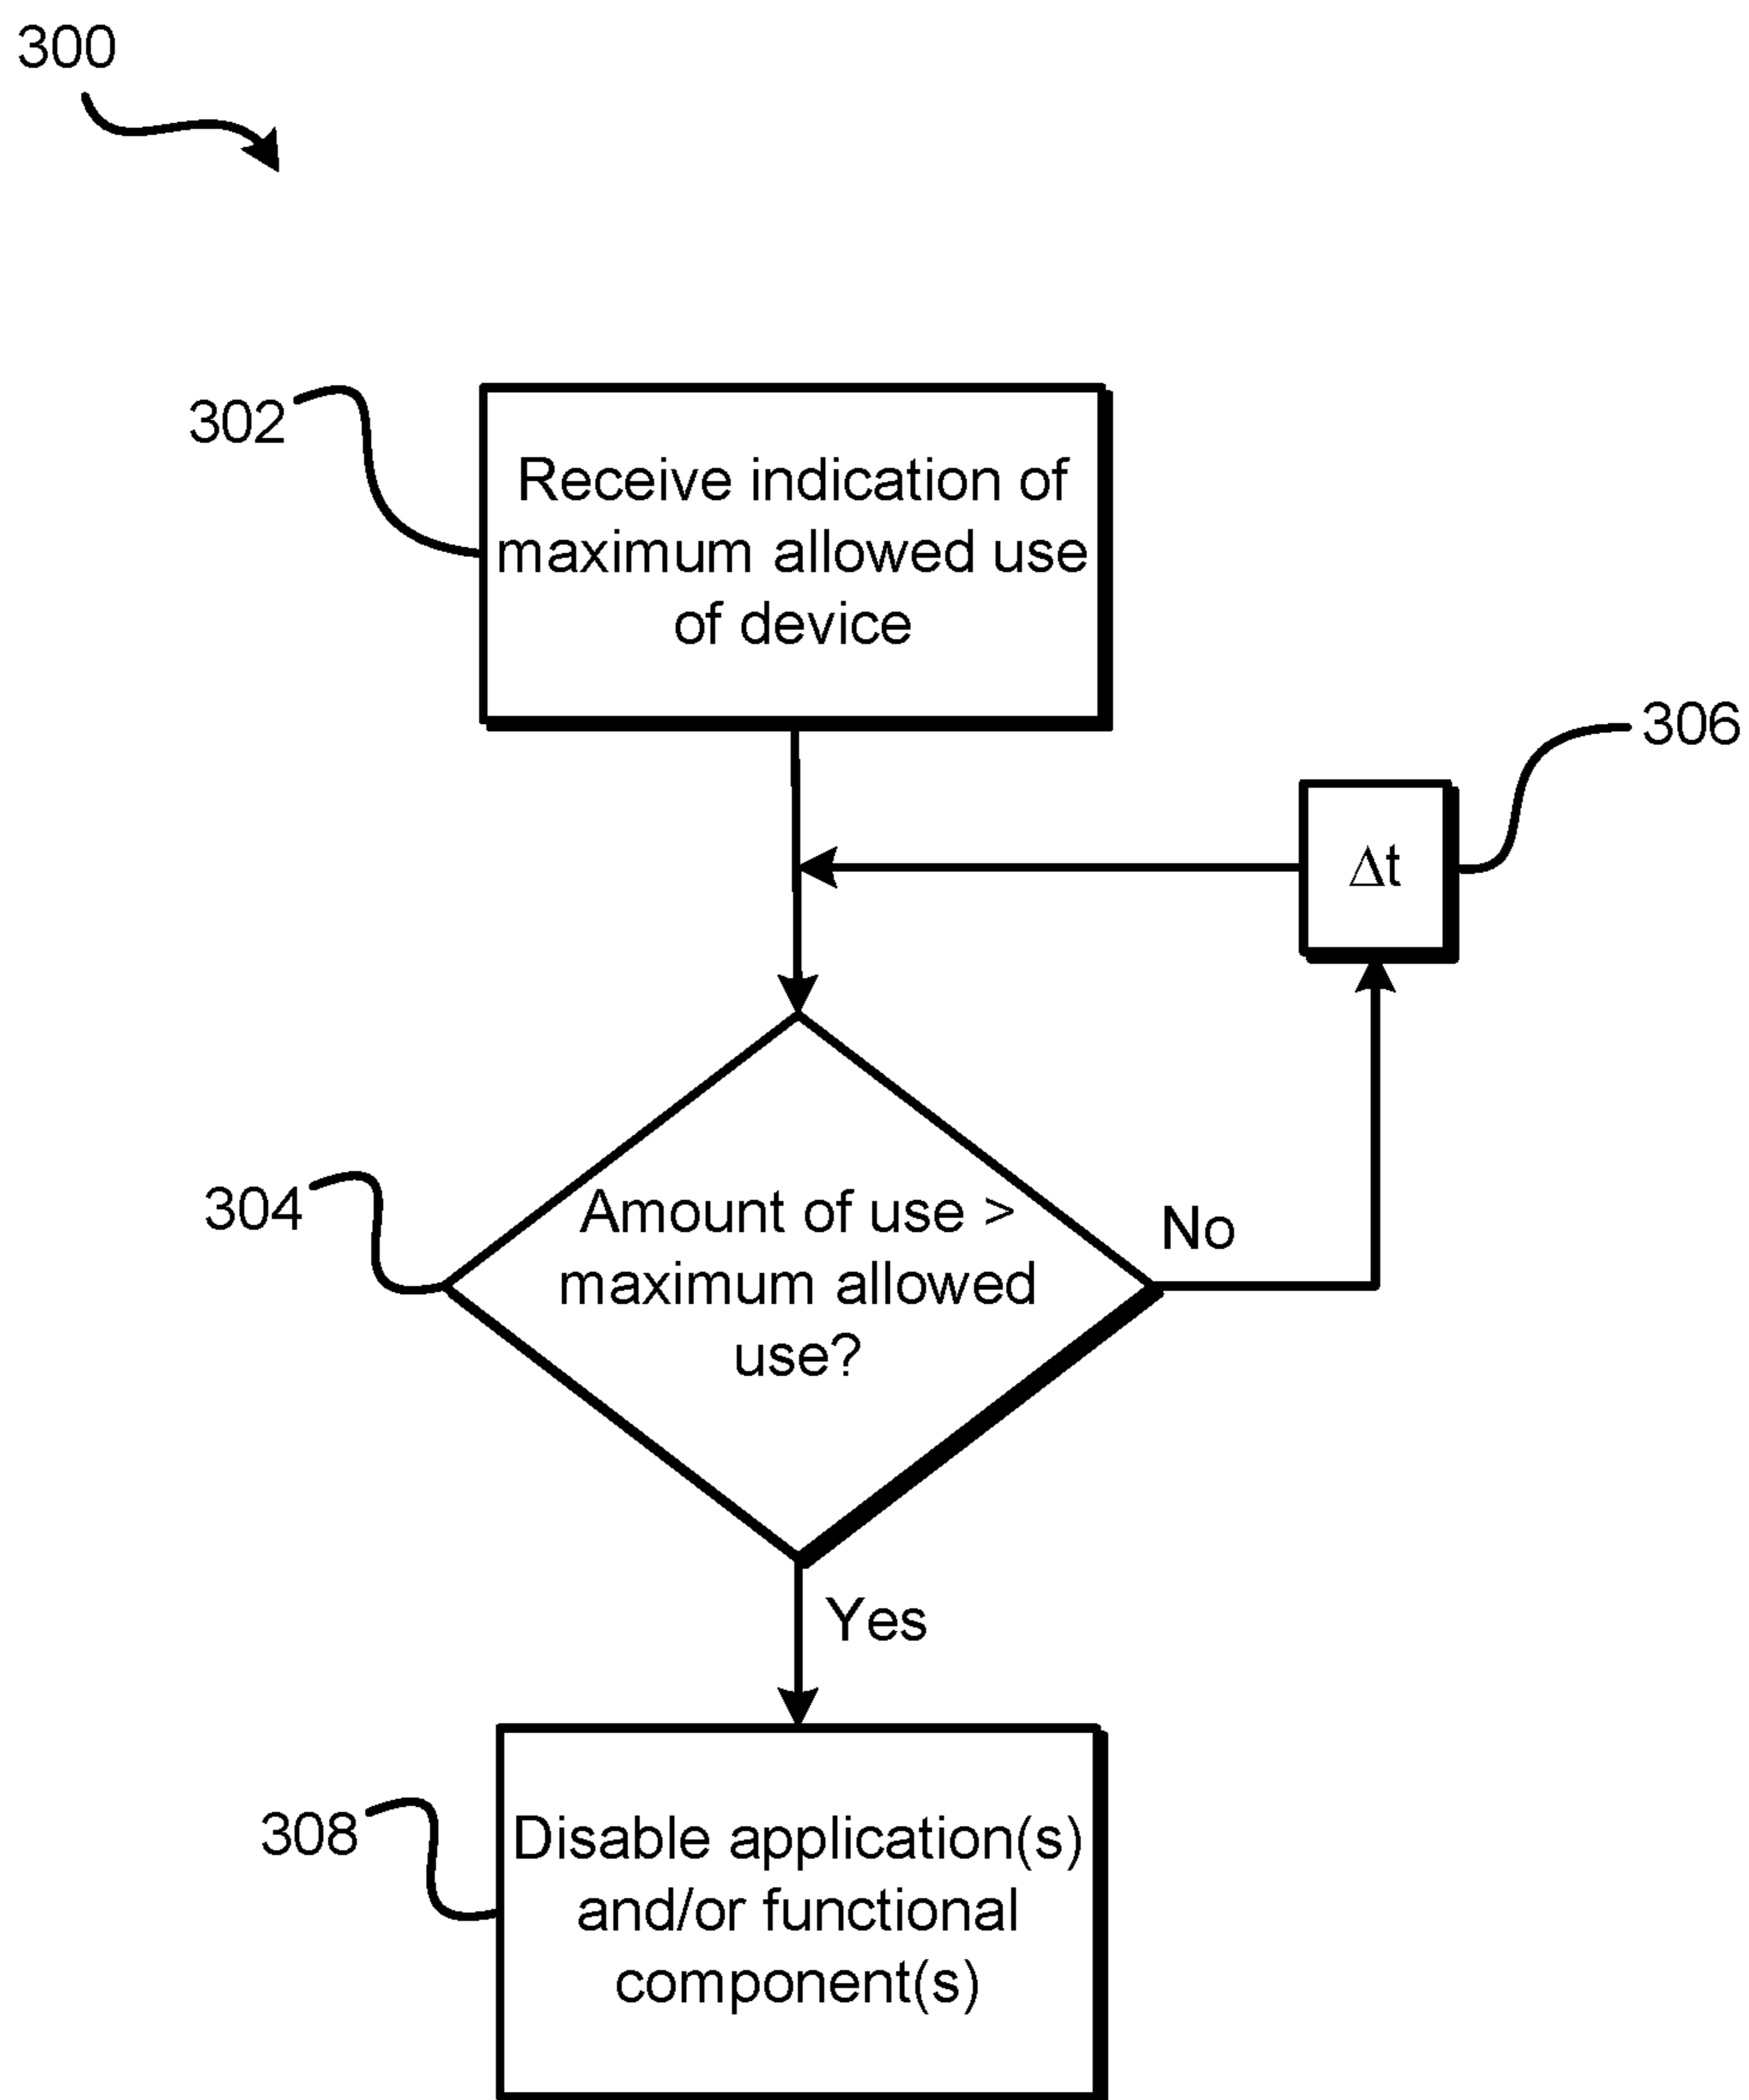 300
302
Receive indication of
maximum allowed use
of device
306
Δt
304
Amount of use >
maximum allowed
use?
No
Yes
308
Disable application(s)
and/or functional
component(s)